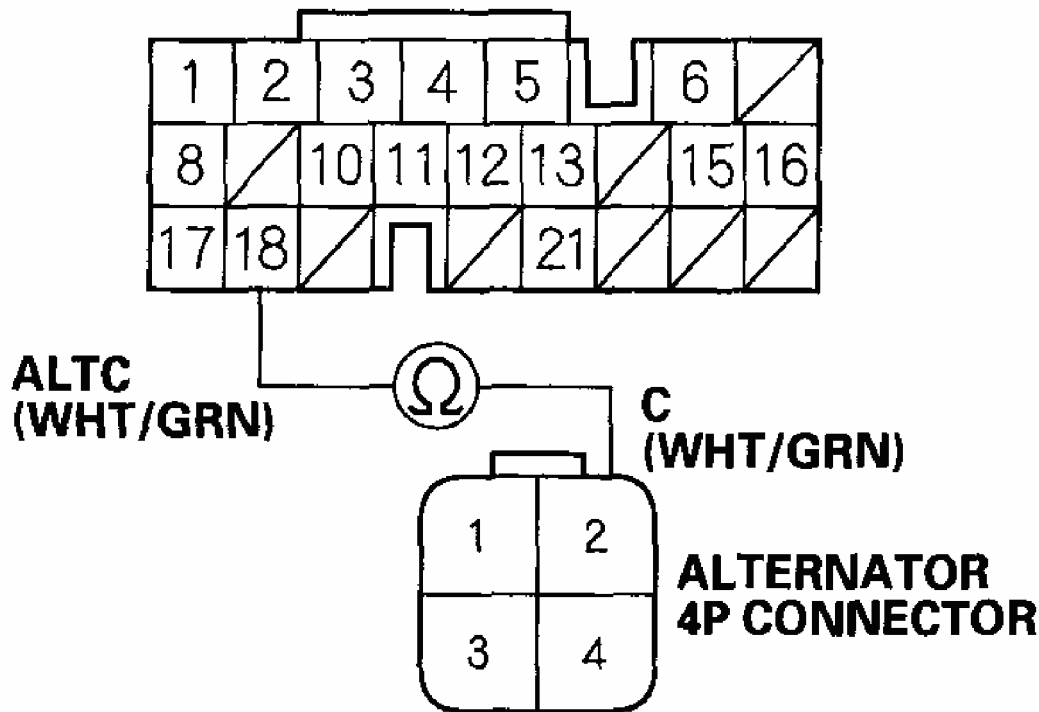 1 2 3 4 5 6
8 10 11 12 13 15 16
17 18 21
ALTC
(WHT/GRN)
Ω
C
(WHT/GRN)
1 2
3 4
ALTERNATOR
4P CONNECTOR